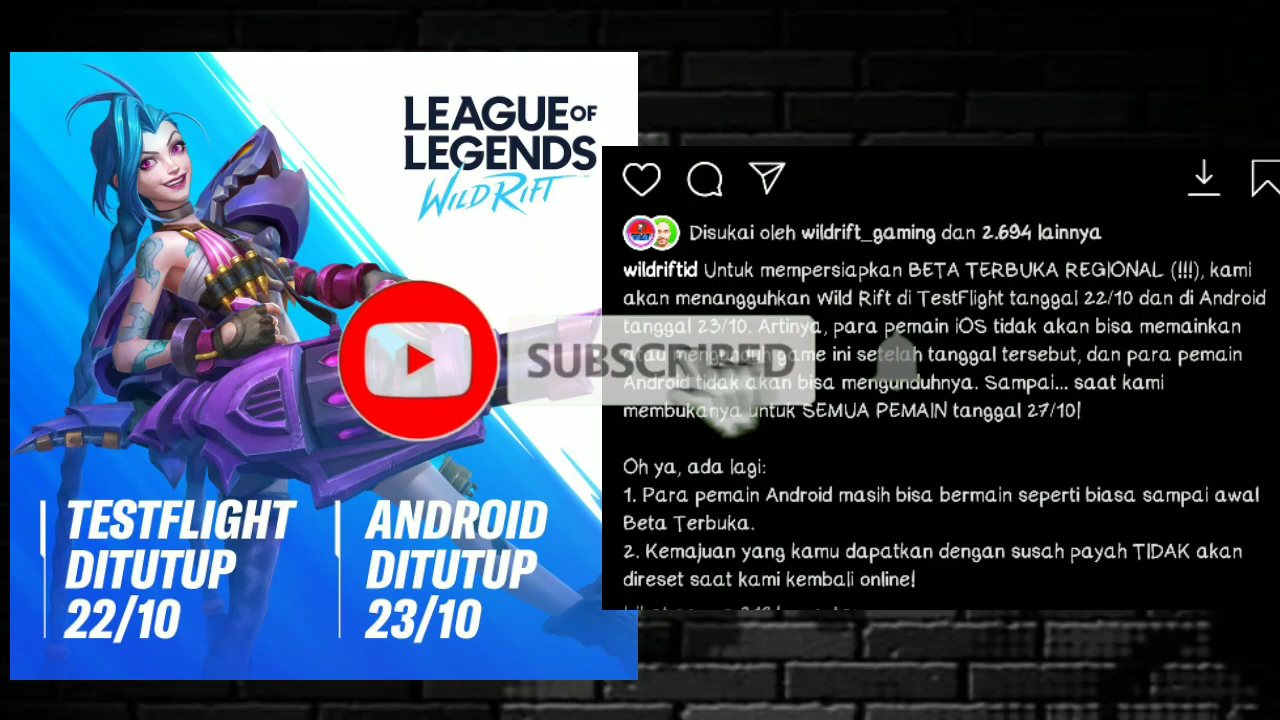 LEAGUE OF
LEGENDS
WILD RIFT
TESTFLIGHT
DITUTUP
22/10
ANDROID
DITUTUP
23/10
Disukai oleh wildrift_gaming dan 2.694 lainnya
wildriftid Untuk mempersiapkan BETA TERBUKA REGIONAL (!!!), kami
akan menangguhkan Wild Rift di TestFlight tanggal 22/10 dan di Android
tanggal 23/10. Artinya, para pemain iOS tidak akan bisa memainkan
atau mengunduh game ini setelah tanggal tersebut, dan para pemain
Android tidak akan bisa mengunduhnya. Sampai... saat kami
membukanya untuk SEMUA PEMAIN tanggal 27/10!
Oh ya, ada lagi:
1. Para pemain Android masih bisa bermain seperti biasa sampai awal
Beta Terbuka.
2. Kemajuan yang kamu dapatkan dengan susah payah TIDAK akan
direset saat kami kembali online!
SUBSCRIBED